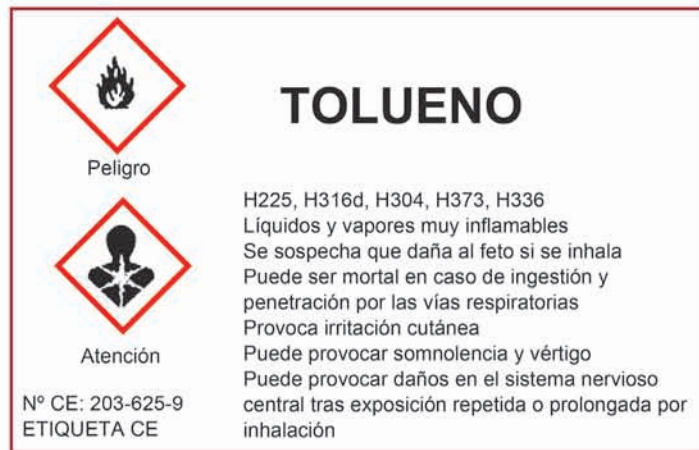 Peligro
Atención
Nº CE: 203-625-9
ETIQUETA CE
TOLUENO
H225, H316d, H304, H373, H336
Líquidos y vapores muy inflamables
Se sospecha que daña al feto si se inhala
Puede ser mortal en caso de ingestión y
penetración por las vías respiratorias
Provoca irritación cutánea
Puede provocar somnolencia y vértigo
Puede provocar daños en el sistema nervioso
central tras exposición repetida o prolongada por
inhalación